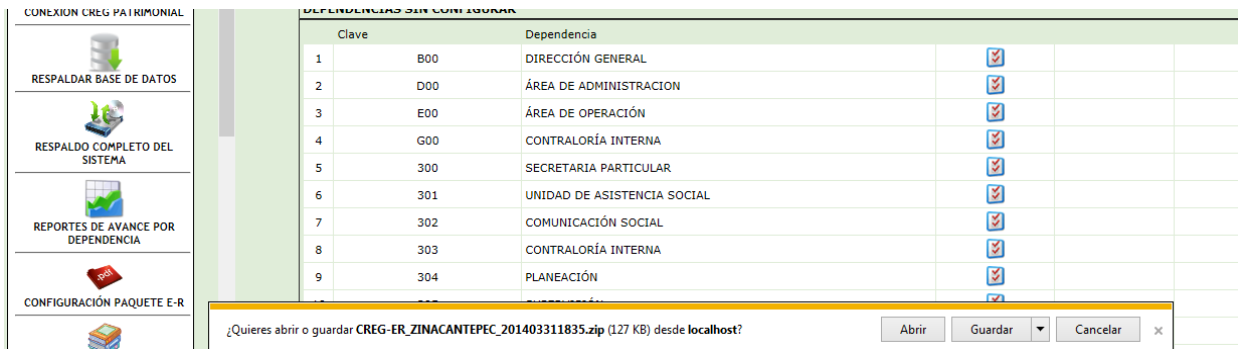 CONEXIÓN CREG PATRIMONIAL
RESPALDAR BASE DE DATOS
RESPALDO COMPLETO DEL
SISTEMA
REPORTES DE AVANCE POR
DEPENDENCIA
.pdf
CONFIGURACIÓN PAQUETE E-R
DEPENDENCIAS SIN CONFIGURAR
Clave Dependencia
1 B00 DIRECCIÓN GENERAL
2 D00 ÁREA DE ADMINISTRACION
3 E00 ÁREA DE OPERACIÓN
4 G00 CONTRALORÍA INTERNA
5 300 SECRETARIA PARTICULAR
6 301 UNIDAD DE ASISTENCIA SOCIAL
7 302 COMUNICACIÓN SOCIAL
8 303 CONTRALORÍA INTERNA
9 304 PLANEACIÓN
¿Quieres abrir o guardar CREG-ER_ZINACANTEPEC_201403311835.zip (127 KB) desde localhost?
Abrir Guardar Cancelar